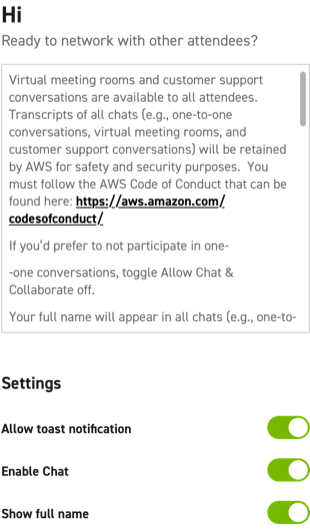 Hi
Ready to network with other attendees?
Virtual meeting rooms and customer support
conversations are available to all attendees.
Transcripts of all chats (e.g., one-to-one
conversations, virtual meeting rooms, and
customer support conversations) will be retained
by AWS for safety and security purposes.  You
must follow the AWS Code of Conduct that can be
found here: https://aws.amazon.com/
codesofconduct/
If you'd prefer to not participate in one-
-one conversations, toggle Allow Chat &
Collaborate off.
Your full name will appear in all chats (e.g., one-to-
Settings
Allow toast notification
Enable Chat
Show full name